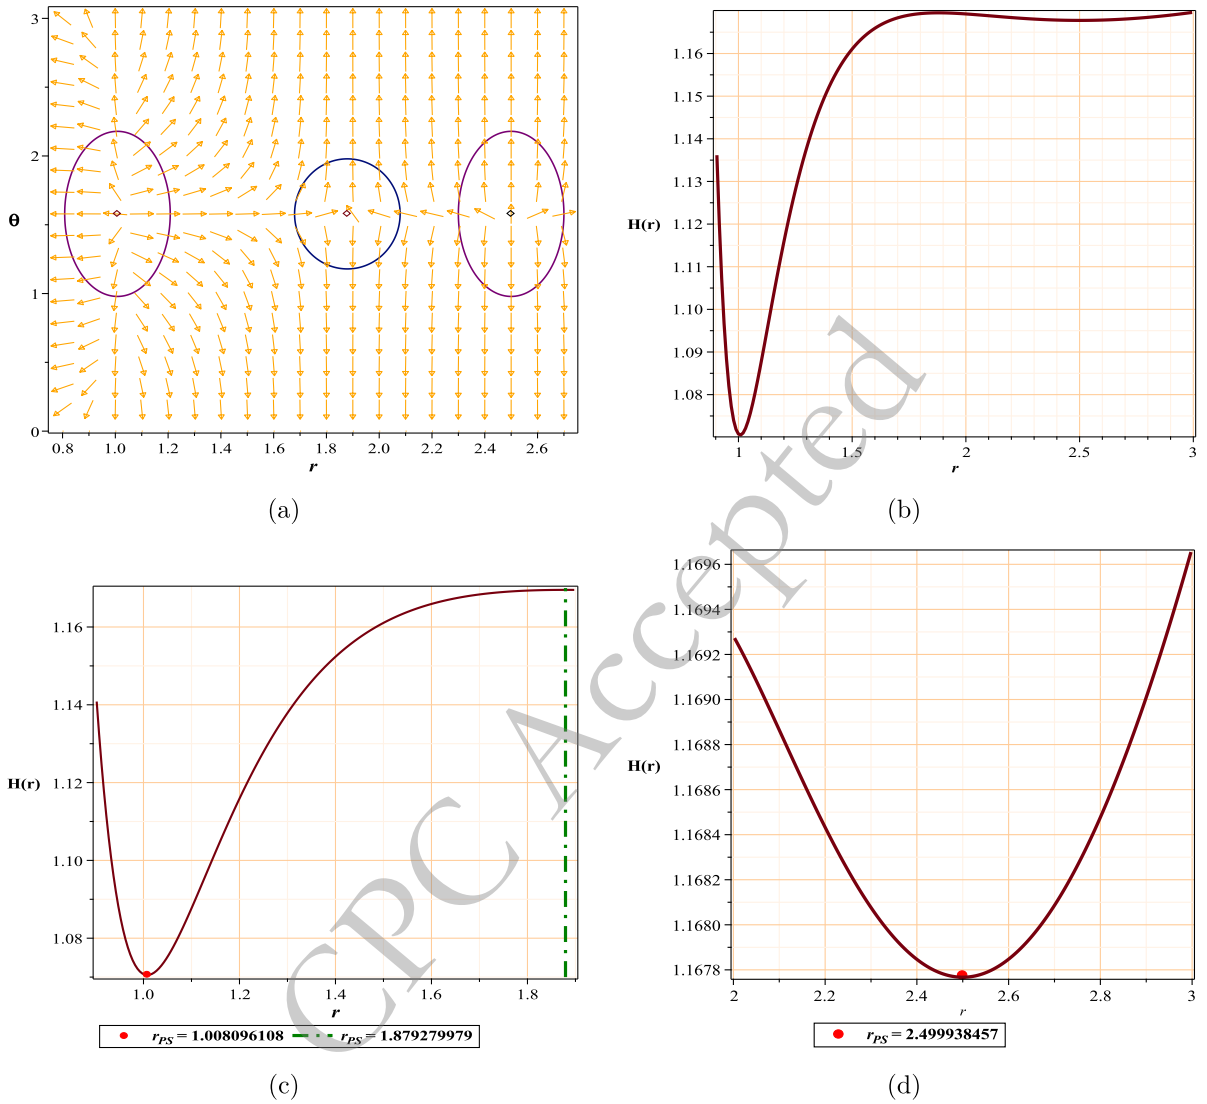 3
2
θ
1
0
0.8 1.0 1.2 1.4 1.6 1.8 2.0 2.2 2.4 2.6
r
(a)
1.16
1.15
1.14
1.13
H(r)
1.12
1.11
1.10
1.09
1.08
1 1.5 2 2.5 3
r
(b)
1.16
1.14
H(r)
1.12
1.10
1.08
1.0 1.2 1.4 1.6 1.8
r
r_PS = 1.008096108 r_PS = 1.879279979
(c)
1.1696
1.1694
1.1692
1.1690
1.1688
H(r)
1.1686
1.1684
1.1682
1.1680
1.1678
2 2.2 2.4 2.6 2.8 3
r
r_PS = 2.499938457
(d)
CPC Accepted